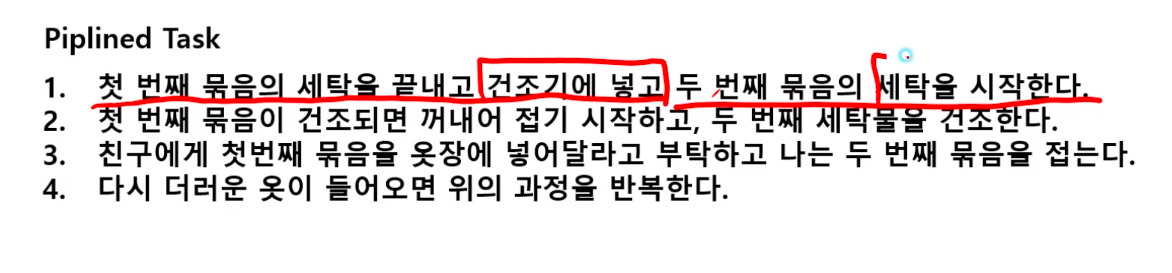 Piplined Task
1. 첫 번째 묶음의 세탁을 끝내고 건조기에 넣고 두 번째 묶음의 세탁을 시작한다.
2. 첫 번째 묶음이 건조되면 꺼내어 접기 시작하고, 두 번째 세탁물을 건조한다.
3. 친구에게 첫번째 묶음을 옷장에 넣어달라고 부탁하고 나는 두 번째 묶음을 접는다.
4. 다시 더러운 옷이 들어오면 위의 과정을 반복한다.